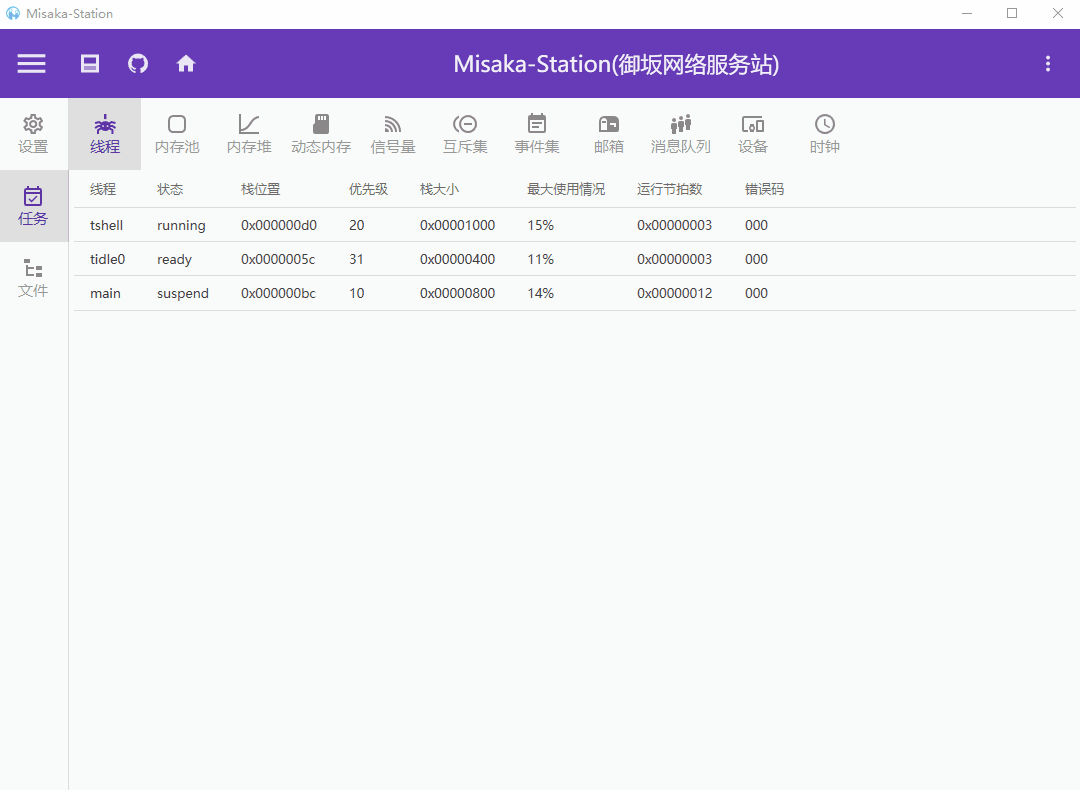 Misaka-Station
Misaka-Station(御坂网络服务站)
设置 线程 内存池 内存堆 动态内存 信号量 互斥集 事件集 邮箱 消息队列 设备 时钟
任务
文件
线程 状态 栈位置 优先级 栈大小 最大使用情况 运行节拍数 错误码
tshell running 0x000000d0 20 0x00001000 15% 0x00000003 000
tidle0 ready 0x0000005c 31 0x00000400 11% 0x00000003 000
main suspend 0x000000bc 10 0x00000800 14% 0x00000012 000